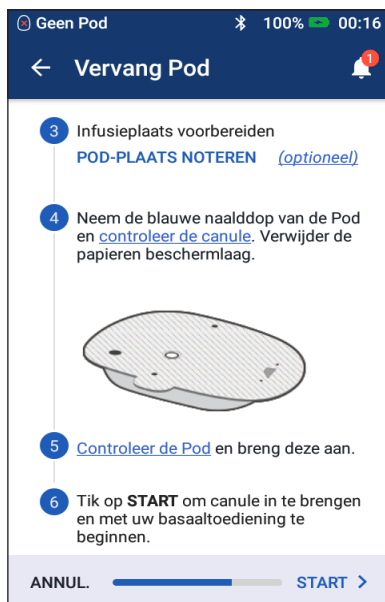 Geen Pod 100% 00:16
Vervang Pod 1
3 Infusieplaats voorbereiden
POD-PLAATS NOTEREN (optioneel)
4 Neem de blauwe naalddop van de Pod
en controleer de canule. Verwijder de
papieren beschermlaag.
5 Controleer de Pod en breng deze aan.
6 Tik op START om canule in te brengen
en met uw basaaltoediening te
beginnen.
ANNUL. START